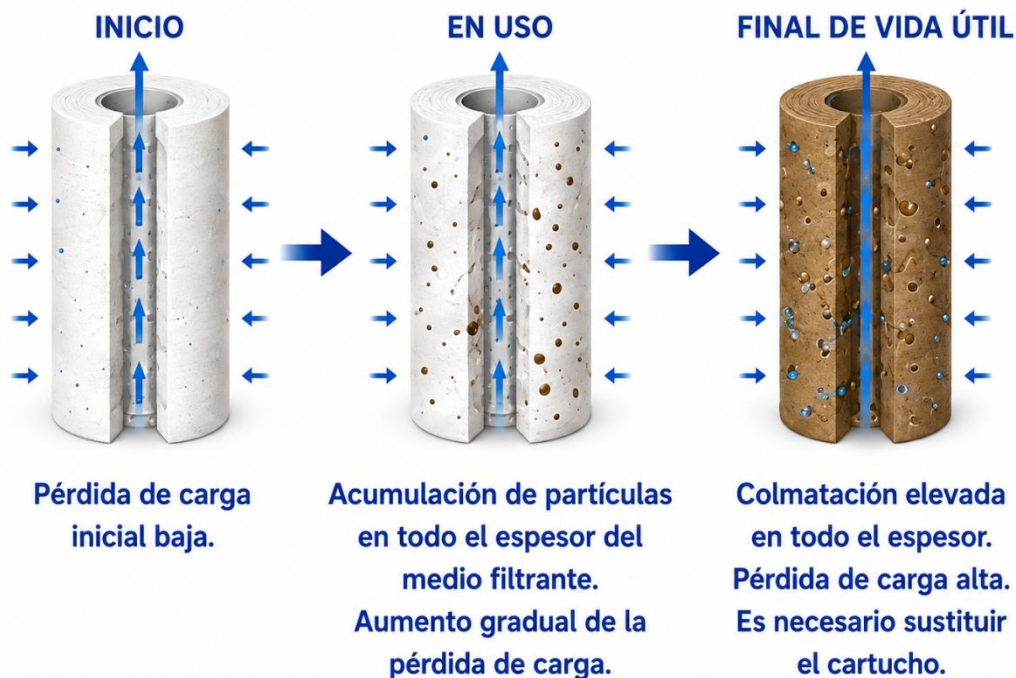 INICIO
Pérdida de carga
inicial baja.
EN USO
Acumulación de partículas
en todo el espesor del
medio filtrante.
Aumento gradual de la
pérdida de carga.
FINAL DE VIDA ÚTIL
Colmatación elevada
en todo el espesor.
Pérdida de carga alta.
Es necesario sustituir
el cartucho.